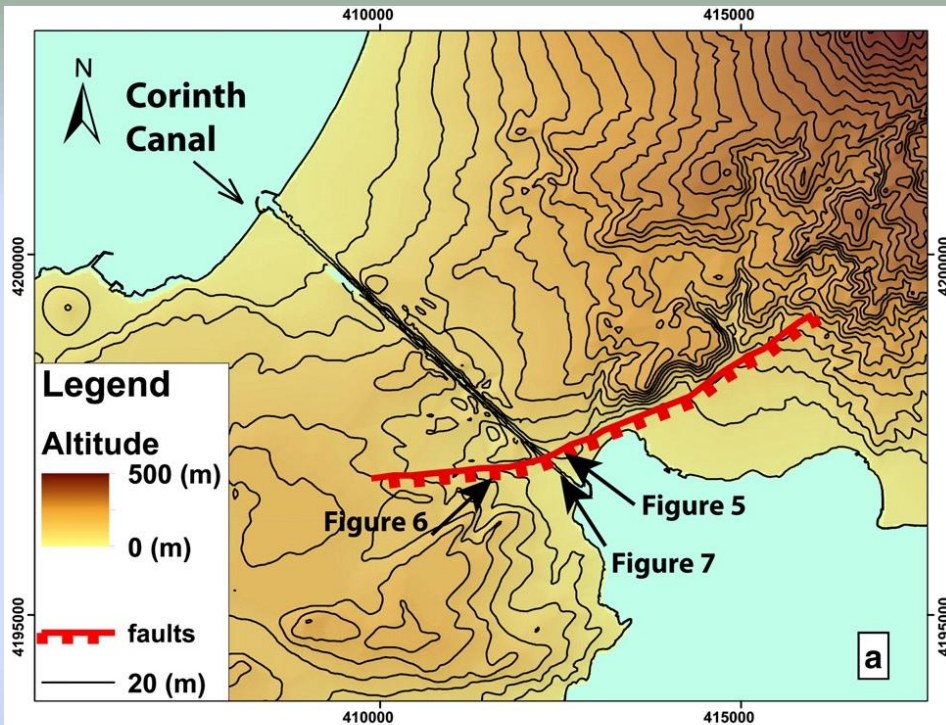 410000
415000
N
Corinth
Canal
4200000
4200000
Legend
Altitude
500 (m)
0 (m)
faults
20 (m)
Figure 6
Figure 5
Figure 7
4195000
4195000
a
410000
415000